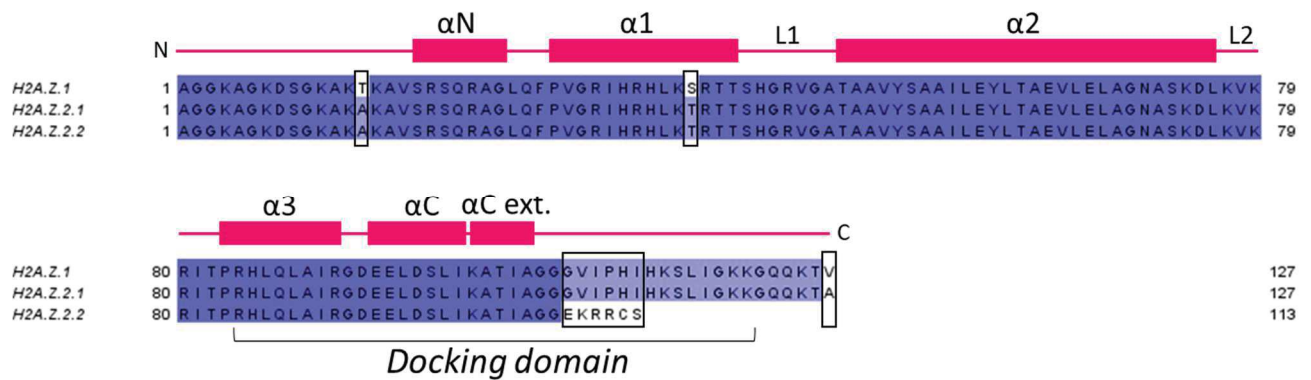 αN α1 L1 α2 L2
N
H2A.Z.1 1 AGGKAGKDSGKAKTKAVSRSQRAGLQFPVGRIHRHLKSRTTSHGRVGATAAVYSAAILEYLTAEVLELAGNASKDLKVK 79
H2A.Z.2.1 1 AGGKAGKDSGKAKAKAVSRSQRAGLQFPVGRIHRHLKTRTTSHGRVGATAAVYSAAILEYLTAEVLELAGNASKDLKVK 79
H2A.Z.2.2 1 AGGKAGKDSGKAKAKAVSRSQRAGLQFPVGRIHRHLKTRTTSHGRVGATAAVYSAAILEYLTAEVLELAGNASKDLKVK 79
α3 αC αC ext.
C
H2A.Z.1 80 RITPRHLQLAIRGDEELDSLIKATIAGGGVIPHIHKSLIGKKGQQKTV 127
H2A.Z.2.1 80 RITPRHLQLAIRGDEELDSLIKATIAGGGVIPHIHKSLIGKKGQQKTA 127
H2A.Z.2.2 80 RITPRHLQLAIRGDEELDSLIKATIAGGEKRRCS 113
Docking domain